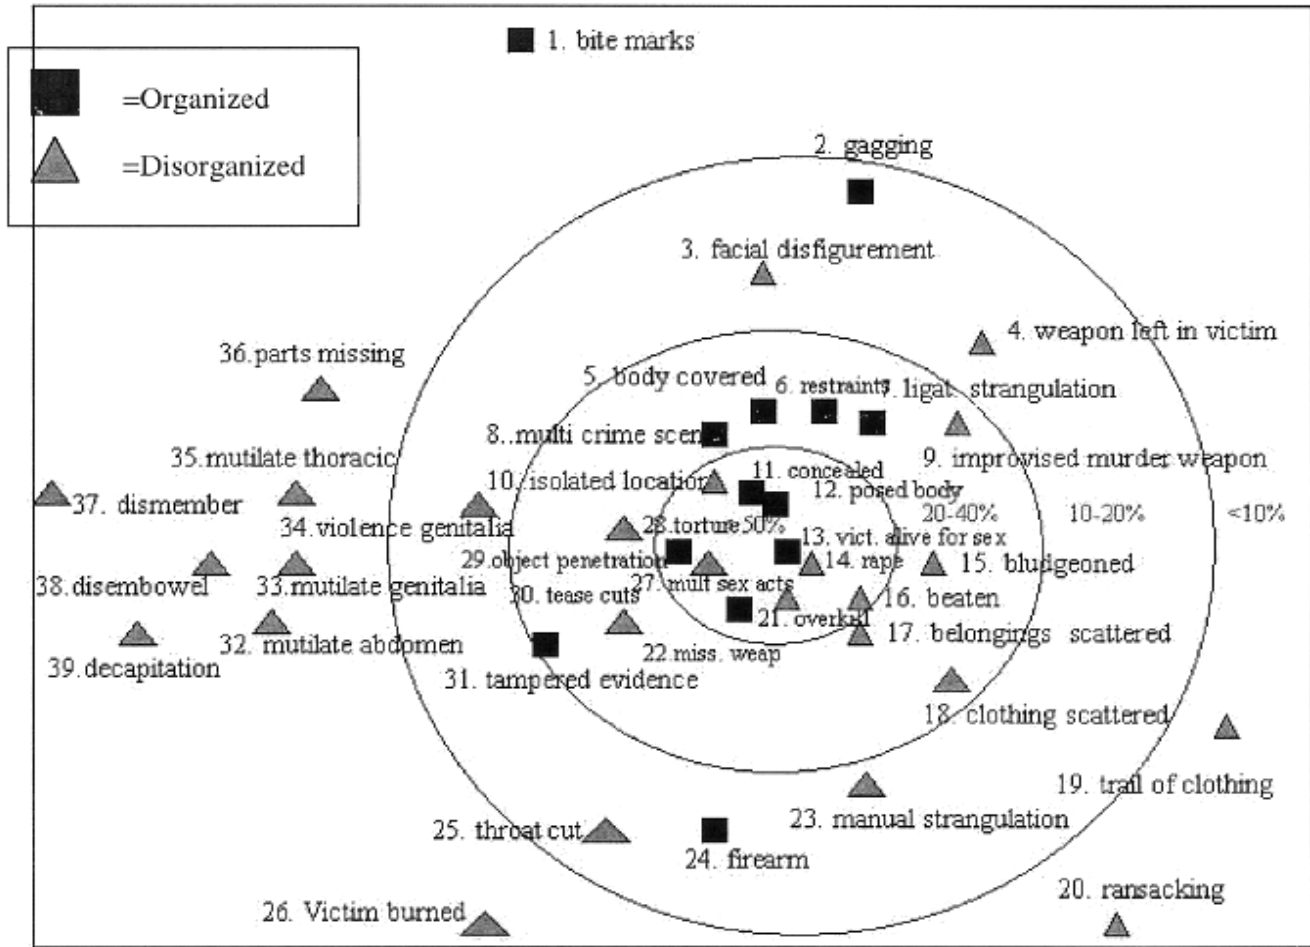 1. bite marks
=Organized
=Disorganized
2. gagging
3. facial disfigurement
4. weapon left in victim
36.parts missing
5. body covered
6. restraints
7. ligat. strangulation
8..multi crime scen
35.mutilate thoracic
9. improvised murder weapon
10. isolated location
11. concealed
12. posed body
37. dismember
34.violence genitalia
28.torture
50%
20-40%
10-20%
<10%
13. vict. alive for sex
29.object penetration
14. rape
15. bludgeoned
38.disembowel
33.mutilate genitalia
27. mult sex acts
30. tease cuts
16. beaten
21. overkill
17. belongings scattered
32. mutilate abdomen
22.miss. weap
39.decapitation
31. tampered evidence
18. clothing scattered
19. trail of clothing
23. manual strangulation
25. throat cut
24. firearm
20. ransacking
26. Victim burned